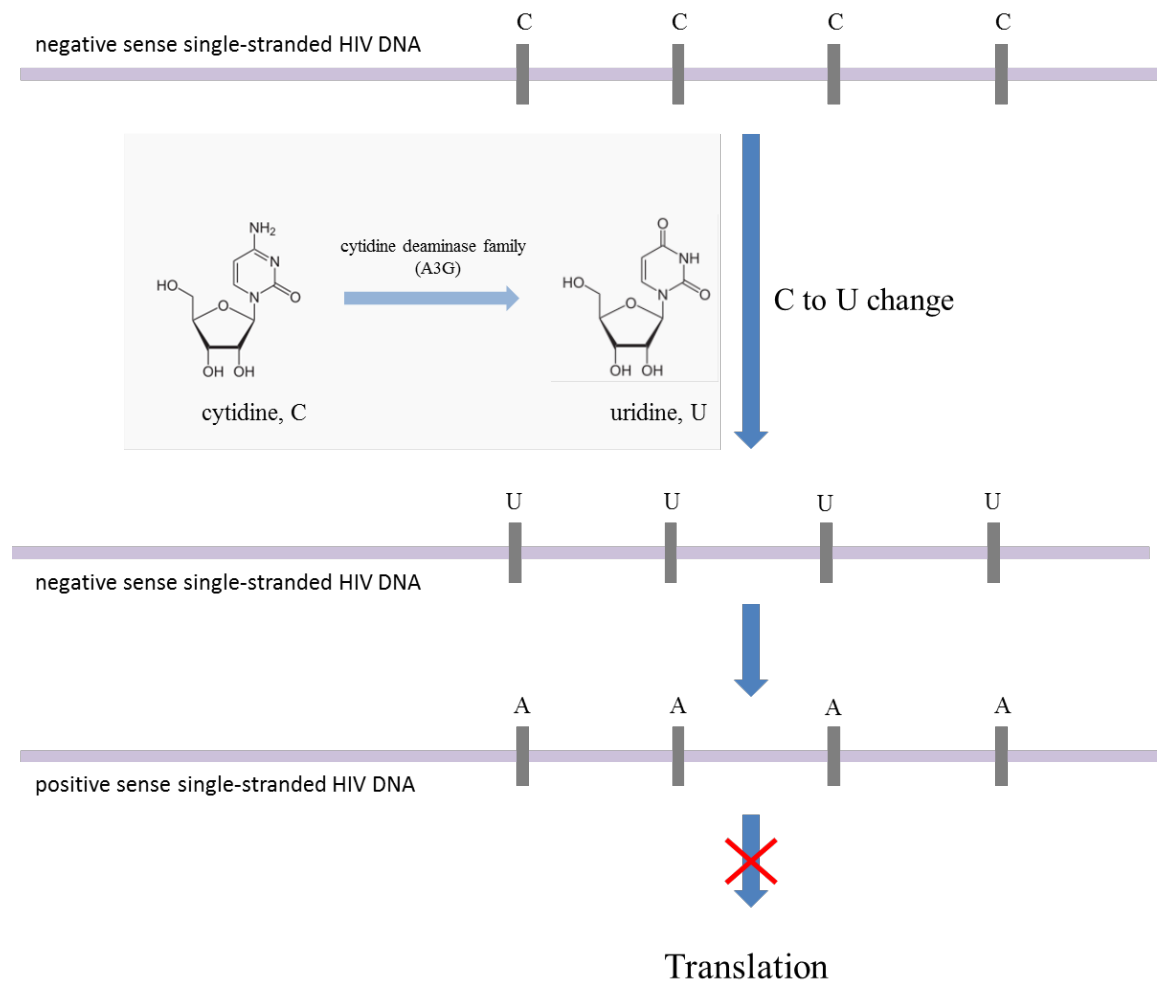 C C C C
negative sense single-stranded HIV DNA
NH2
N
N
O
HO
O
OH OH
cytidine, C
cytidine deaminase family
(A3G)
O
NH
N
O
HO
O
OH OH
uridine, U
C to U change
U U U U
negative sense single-stranded HIV DNA
A A A A
positive sense single-stranded HIV DNA
Translation